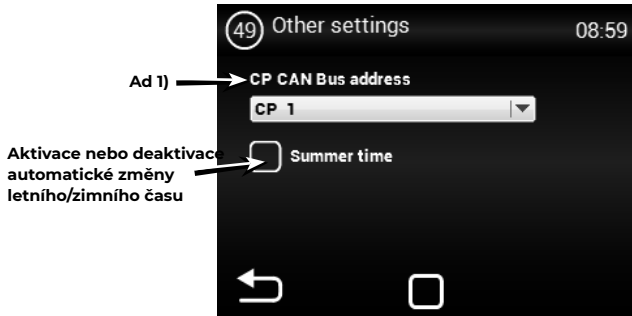 49 Other settings 08:59
Ad 1) CP CAN Bus address
CP 1
Aktivace nebo deaktivace
automatické změny
letního/zimního času
Summer time